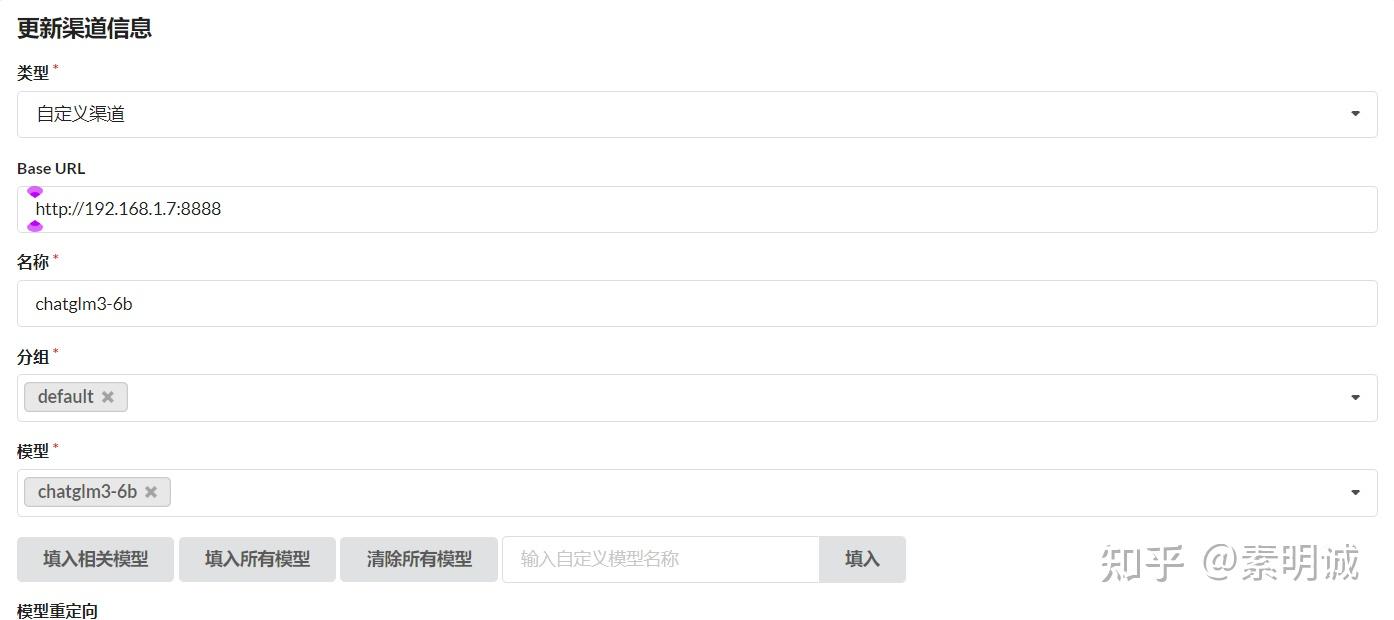 更新渠道信息
类型 *
自定义渠道
Base URL
http://192.168.1.7:8888
名称 *
chatglm3-6b
分组 *
default ×
模型 *
chatglm3-6b ×
填入相关模型 填入所有模型 清除所有模型 输入自定义模型名称 填入
知乎 @素明诚
模型重定向